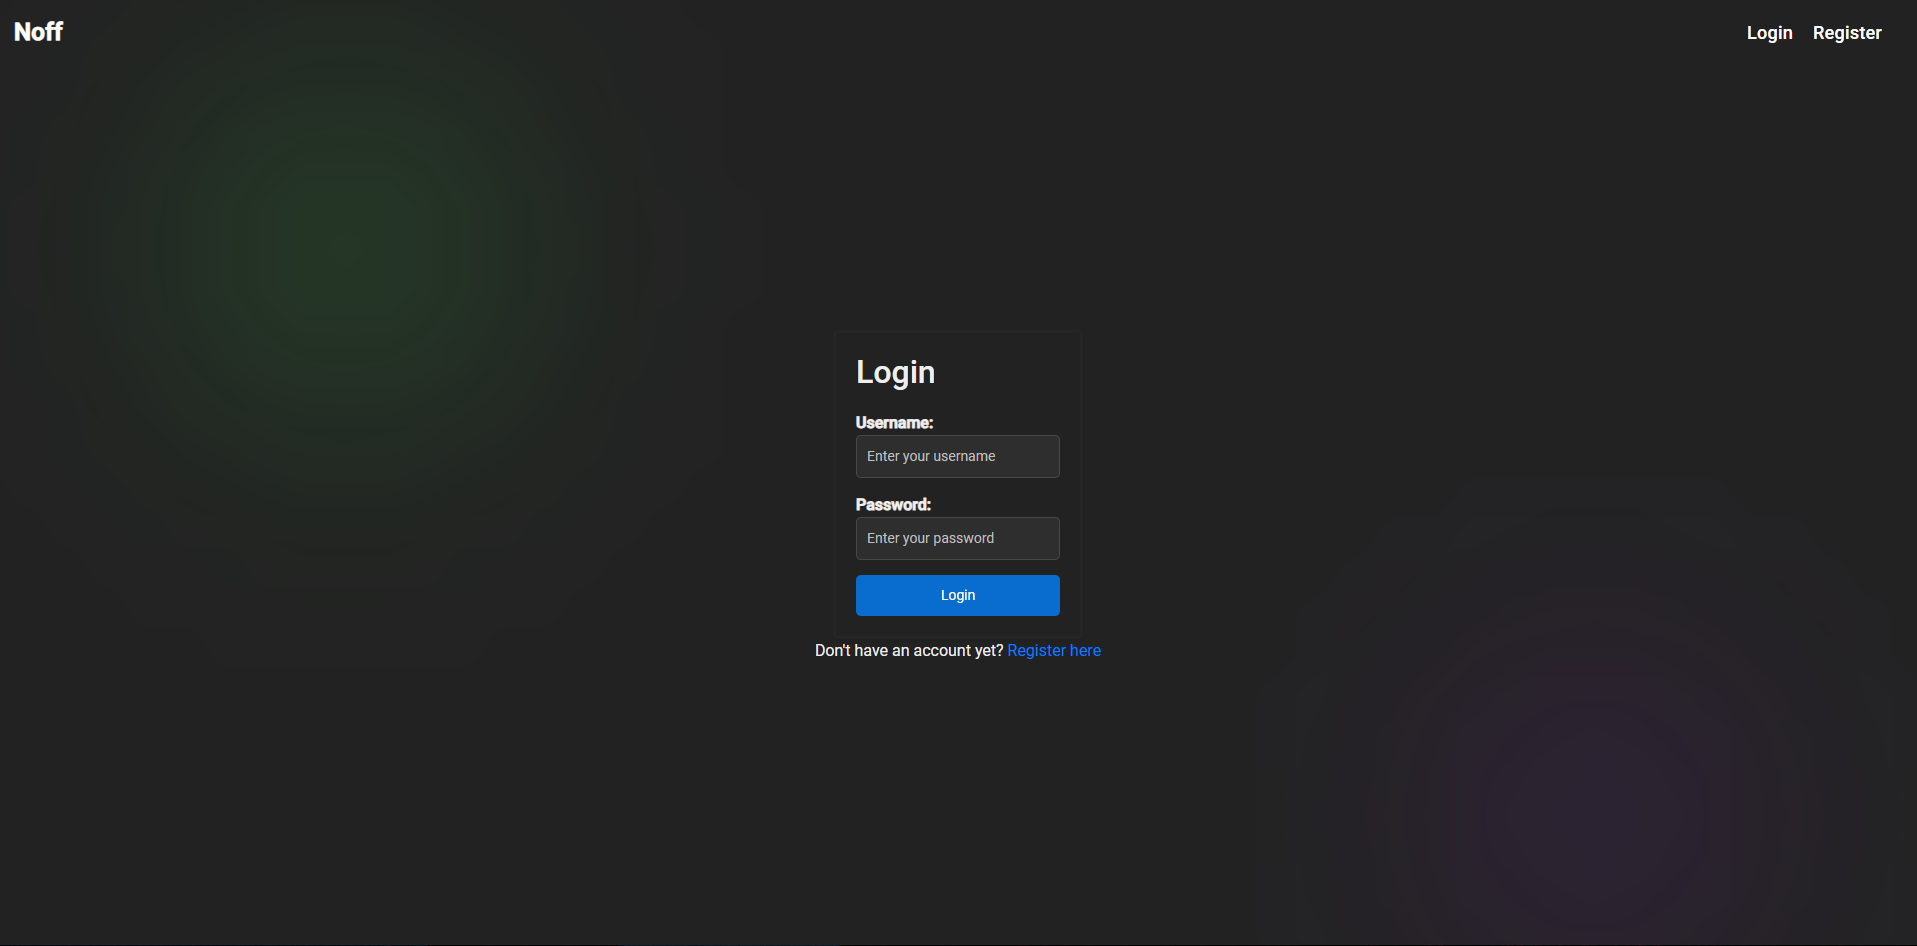 Noff
Login Register
Login
Username:
Enter your username
Password:
Enter your password
Login
Don't have an account yet? Register here